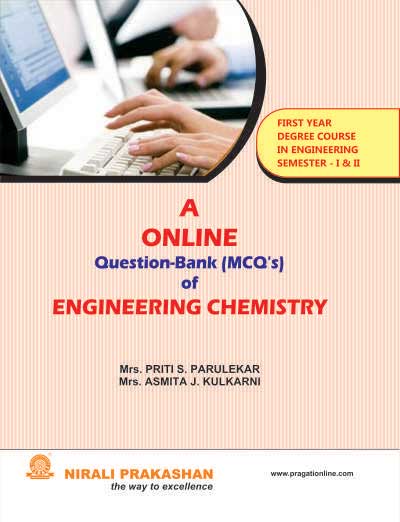 FIRST YEAR
DEGREE COURSE
IN ENGINEERING
SEMESTER - I & II
A
ONLINE
Question-Bank (MCQ's)
of
ENGINEERING CHEMISTRY
Mrs. PRITI S. PARULEKAR
Mrs. ASMITA J. KULKARNI
NIRALI PRAKASHAN
the way to excellence
www.pragationline.com